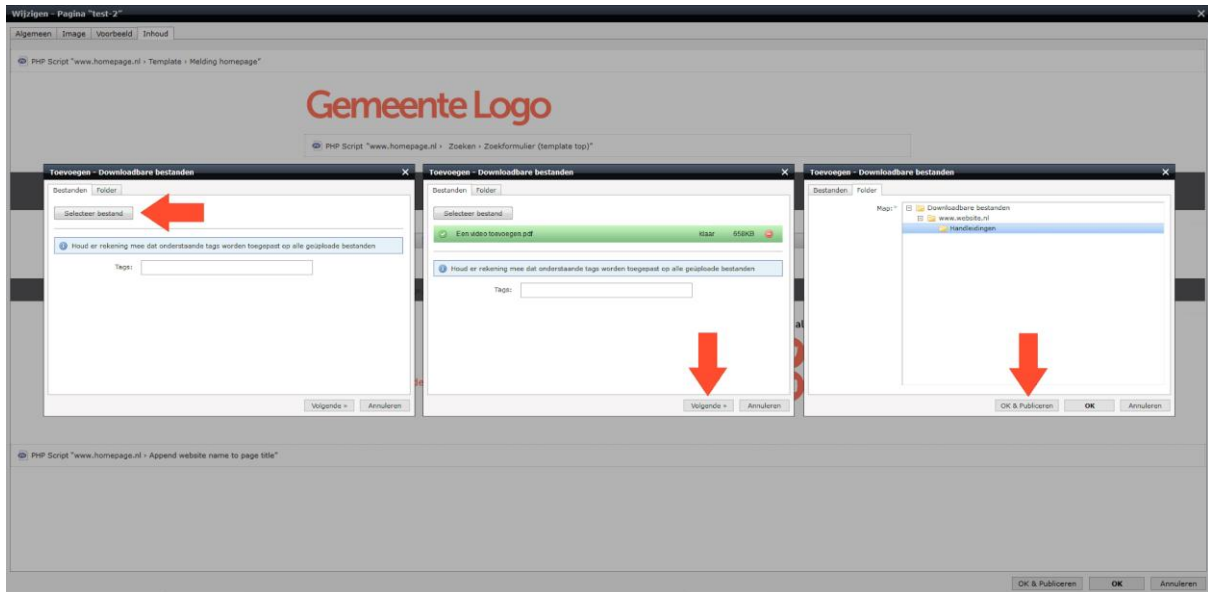 Wijzigen - Pagina "test-2"
Algemeen Image Voorbeeld Inhoud
PHP Script "www.homepage.nl › Template › Melding homepage"
Gemeente Logo
PHP Script "www.homepage.nl › Zoeken › Zoekformulier (template top)"
Toevoegen - Downloadbare bestanden
Bestanden Folder
Selecteer bestand
Houd er rekening mee dat onderstaande tags worden toegepast op alle geüploade bestanden
Tags:
Volgende » Annuleren
Toevoegen - Downloadbare bestanden
Bestanden Folder
Selecteer bestand
Een video toevoegen.pdf klaar 658KB
Houd er rekening mee dat onderstaande tags worden toegepast op alle geüploade bestanden
Tags:
Volgende » Annuleren
Toevoegen - Downloadbare bestanden
Bestanden Folder
Map:* Downloadbare bestanden
www.website.nl
Handleidingen
OK & Publiceren OK Annuleren
PHP Script "www.homepage.nl › Append website name to page title"
OK & Publiceren OK Annuleren